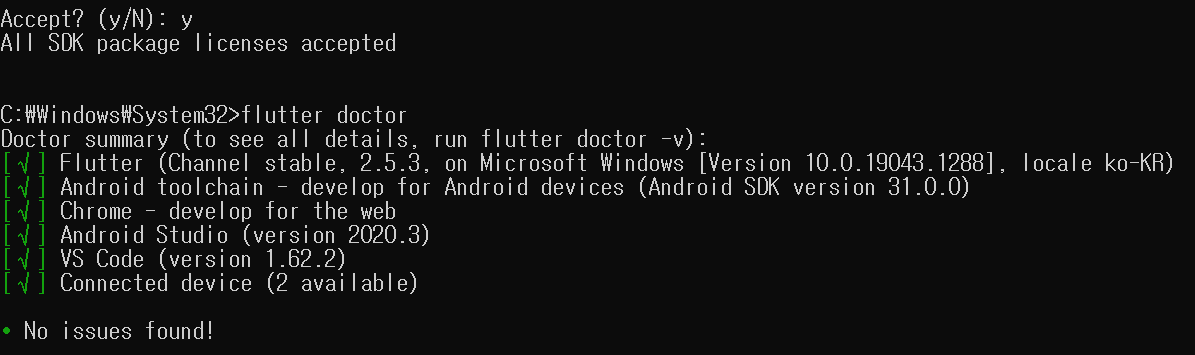 Accept? (y/N): y
All SDK package licenses accepted
C:₩Windows₩System32>flutter doctor
Doctor summary (to see all details, run flutter doctor -v):
[√] Flutter (Channel stable, 2.5.3, on Microsoft Windows [Version 10.0.19043.1288], locale ko-KR)
[√] Android toolchain - develop for Android devices (Android SDK version 31.0.0)
[√] Chrome - develop for the web
[√] Android Studio (version 2020.3)
[√] VS Code (version 1.62.2)
[√] Connected device (2 available)
• No issues found!